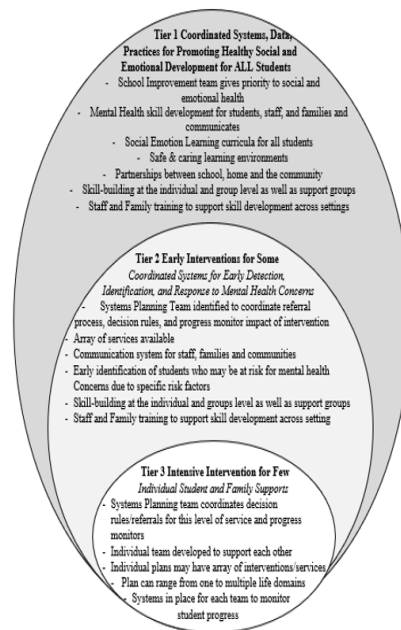 Tier 1 Coordinated Systems, Data,
Practices for Promoting Healthy Social and
Emotional Development for ALL Students
- School Improvement team gives priority to social and
emotional health
- Mental Health skill development for students, staff, and families and
communicates
- Social Emotion Learning curricula for all students
- Safe & caring learning environments
- Partnerships between school, home and the community
- Skill-building at the individual and group level as well as support groups
- Staff and Family training to support skill development across settings
Tier 2 Early Interventions for Some
Coordinated Systems for Early Detection,
Identification, and Response to Mental Health Concerns
- Systems Planning Team identified to coordinate referral
process, decision rules, and progress monitor impact of intervention
- Array of services available
- Communication system for staff, families and communities
- Early identification of students who may be at risk for mental health
Concerns due to specific risk factors
- Skill-building at the individual and groups level as well as support groups
- Staff and Family training to support skill development across setting
Tier 3 Intensive Intervention for Few
Individual Student and Family Supports
- Systems Planning team coordinates decision
rules/referrals for this level of service and progress
monitors
- Individual team developed to support each other
- Individual plans may have array of interventions/services
- Plan can range from one to multiple life domains
- Systems in place for each team to monitor
student progress